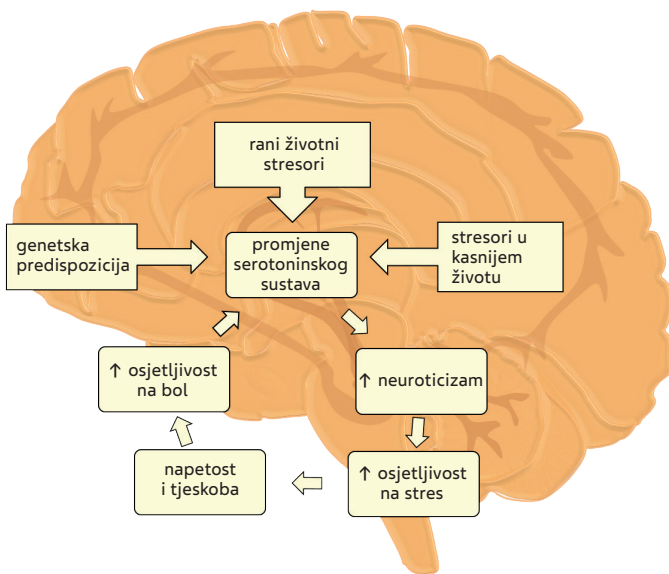 rani životni
stresori
genetska
predispozicija
promjene
serotoninskog
sustava
stresori u
kasnijem
životu
↑ osjetljivost
na bol
↑ neuroticizam
napetost
i tjeskoba
↑ osjetljivost
na stres